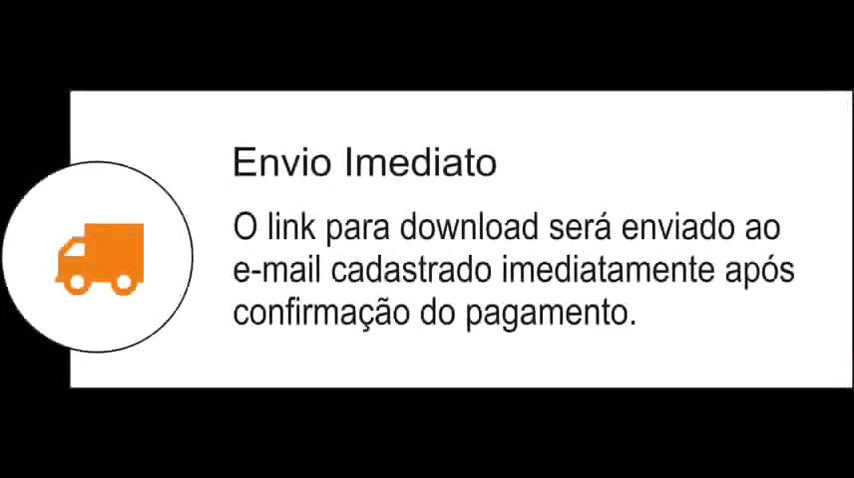 Envio Imediato
O link para download será enviado ao
e-mail cadastrado imediatamente após
confirmação do pagamento.